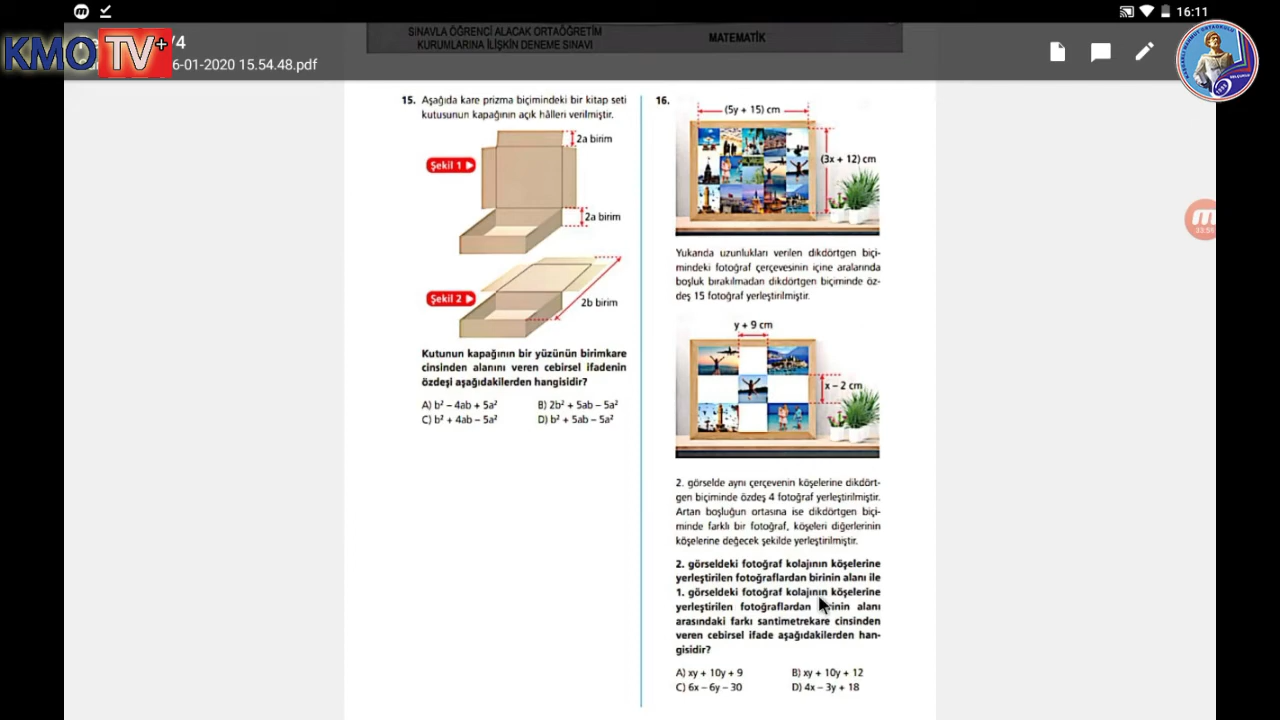 16:11
KMO TV+
/4
6-01-2020 15.54.48.pdf
SINAVLA ÖĞRENCİ ALACAK ORTAÖĞRETİM
KURUMLARINA İLİŞKİN DENEME SINAVI
MATEMATİK
03:56
15. Aşağıda kare prizma biçimindeki bir kitap seti
kutusunun kapağının açık hâlleri verilmiştir.
2a birim
Şekil 1
2a birim
Şekil 2
2b birim
Kutunun kapağının bir yüzünün birimkare
cinsinden alanını veren cebirsel ifadenin
özdeşi aşağıdakilerden hangisidir?
A) b² – 4ab + 5a² B) 2b² + 5ab – 5a²
C) b² + 4ab – 5a² D) b² + 5ab – 5a²
16.
(5y + 15) cm
(3x + 12) cm
Yukarıda uzunlukları verilen dikdörtgen biçi-
mindeki fotoğraf çerçevesinin içine aralarında
boşluk bırakılmadan dikdörtgen biçiminde öz-
deş 15 fotoğraf yerleştirilmiştir.
y + 9 cm
x – 2 cm
2. görselde aynı çerçevenin köşelerine dikdört-
gen biçiminde özdeş 4 fotoğraf yerleştirilmiştir.
Artan boşluğun ortasına ise dikdörtgen biçi-
minde farklı bir fotoğraf, köşeleri diğerlerinin
köşelerine değecek şekilde yerleştirilmiştir.
2. görseldeki fotoğraf kolajının köşelerine
yerleştirilen fotoğraflardan birinin alanı ile
1. görseldeki fotoğraf kolajının köşelerine
yerleştirilen fotoğraflardan birinin alanı
arasındaki farkı santimetrekare cinsinden
veren cebirsel ifade aşağıdakilerden han-
gisidir?
A) xy + 10y + 9 B) xy + 10y + 12
C) 6x – 6y – 30 D) 4x – 3y + 18